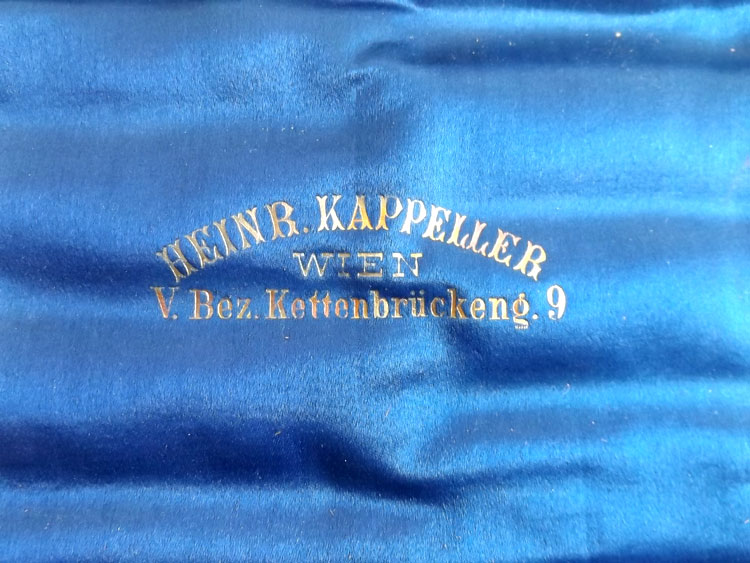 HEINR. KAPPELLER
WIEN
V. Bez. Kettenbrückeng. 9